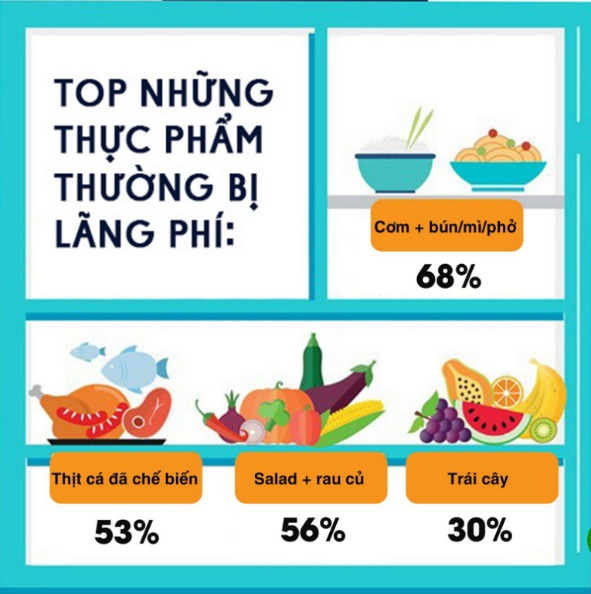 TOP NHỮNG
THỰC PHẨM
THƯỜNG BỊ
LÃNG PHÍ:
Cơm + bún/mì/phở
68%
Thịt cá đã chế biến
53%
Salad + rau củ
56%
Trái cây
30%